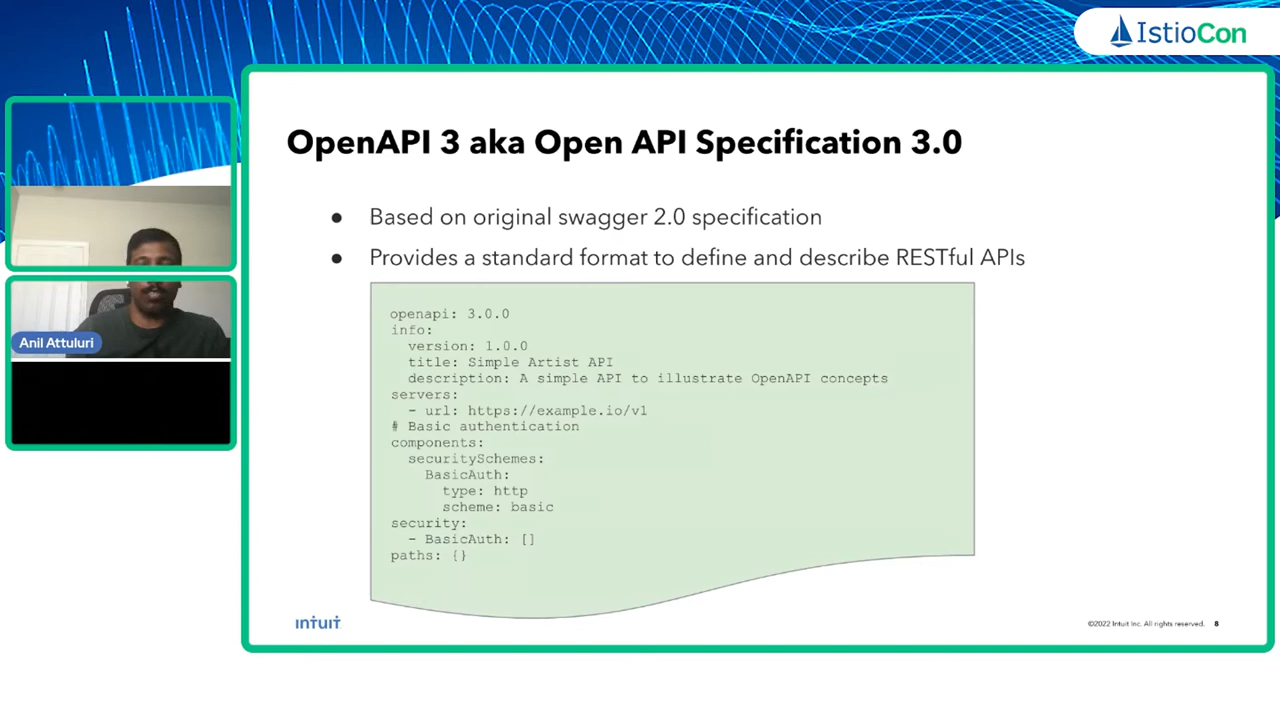 IstioCon
OpenAPI 3 aka Open API Specification 3.0
● Based on original swagger 2.0 specification
● Provides a standard format to define and describe RESTful APIs
openapi: 3.0.0
info:
  version: 1.0.0
  title: Simple Artist API
  description: A simple API to illustrate OpenAPI concepts
servers:
  - url: https://example.io/v1
# Basic authentication
components:
  securitySchemes:
    BasicAuth:
      type: http
      scheme: basic
security:
  - BasicAuth: []
paths: {}
Anil Attuluri
INTUIT
©2022 Intuit Inc. All rights reserved. 8